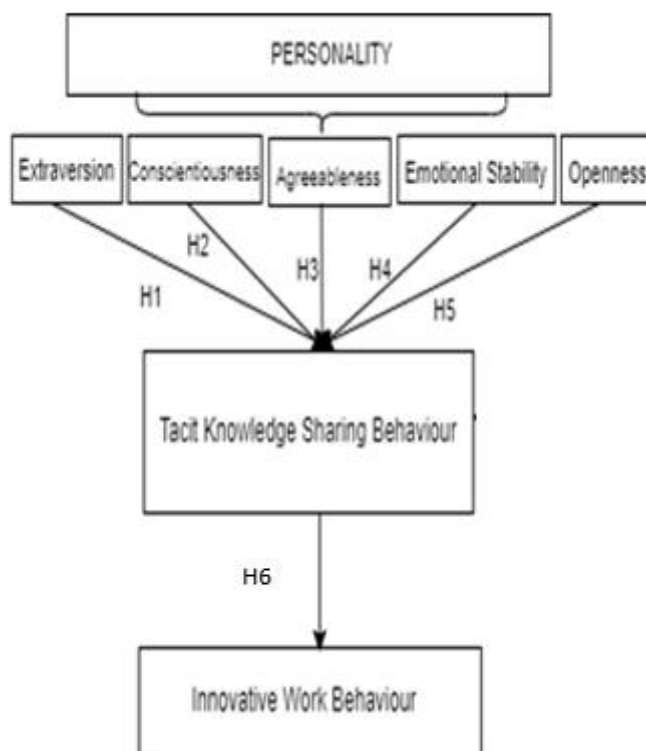 PERSONALITY
Extraversion
Conscientiousness
Agreeableness
Emotional Stability
Openness
H1
H2
H3
H4
H5
Tacit Knowledge Sharing Behaviour
H6
Innovative Work Behaviour